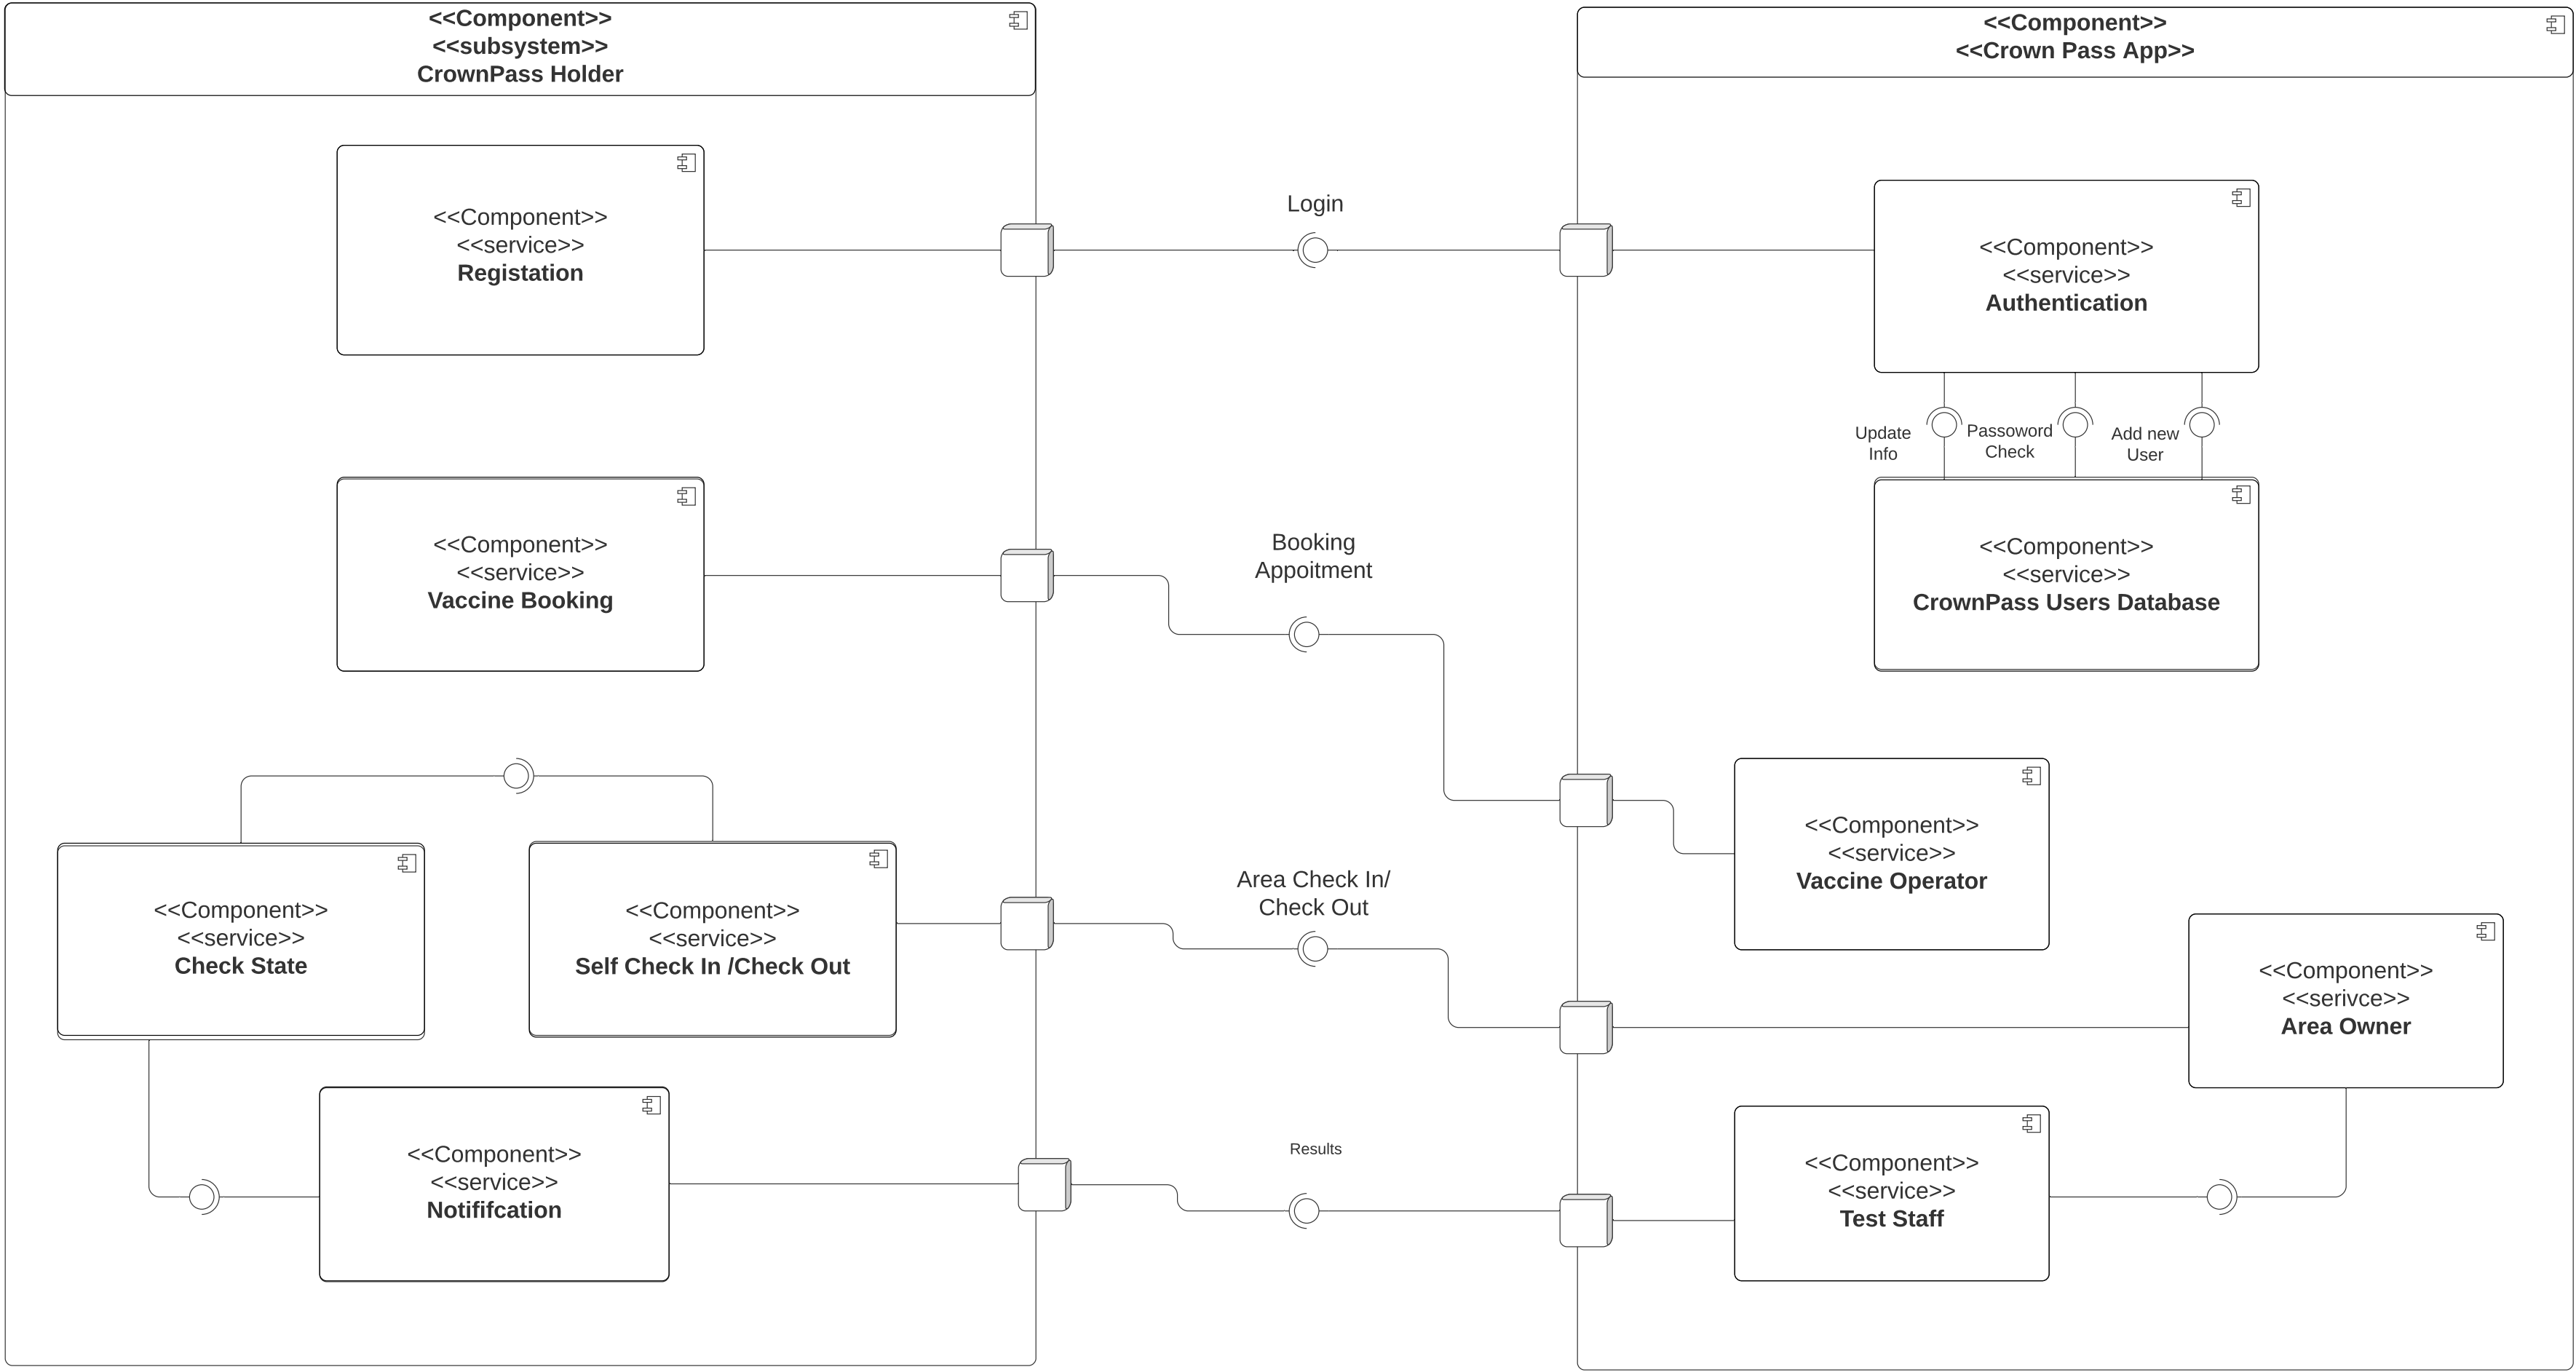 <<Component>>
<<subsystem>>
CrownPass Holder
<<Component>>
<<Crown Pass App>>
<<Component>>
<<service>>
Registation
Login
<<Component>>
<<service>>
Authentication
Update
Info
Passoword
Check
Add new
User
<<Component>>
<<service>>
Vaccine Booking
Booking
Appoitment
<<Component>>
<<service>>
CrownPass Users Database
<<Component>>
<<service>>
Vaccine Operator
<<Component>>
<<service>>
Check State
<<Component>>
<<service>>
Self Check In /Check Out
Area Check In/
Check Out
<<Component>>
<<serivce>>
Area Owner
<<Component>>
<<service>>
Notififcation
Results
<<Component>>
<<service>>
Test Staff